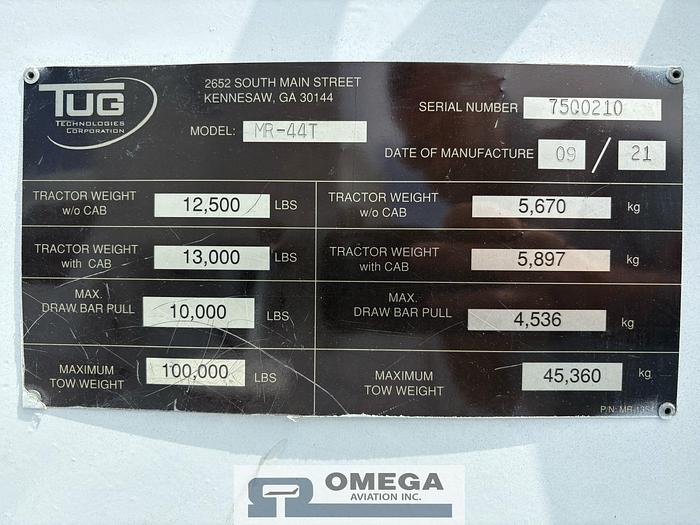 TUG
TECHNOLOGIES
CORPORATION
2652 SOUTH MAIN STREET
KENNESAW, GA 30144
MODEL: MR-44T
SERIAL NUMBER 75Q0210
DATE OF MANUFACTURE 09 / 21
TRACTOR WEIGHT
w/o CAB
12,500 LBS
TRACTOR WEIGHT
w/o CAB
5,670 kg
TRACTOR WEIGHT
with CAB
13,000 LBS
TRACTOR WEIGHT
with CAB
5,897 kg
MAX.
DRAW BAR PULL
10,000 LBS
MAX.
DRAW BAR PULL
4,536 kg
MAXIMUM
TOW WEIGHT
100,000 LBS
MAXIMUM
TOW WEIGHT
45,360 kg
P/N: 
OMEGA
AVIATION INC.